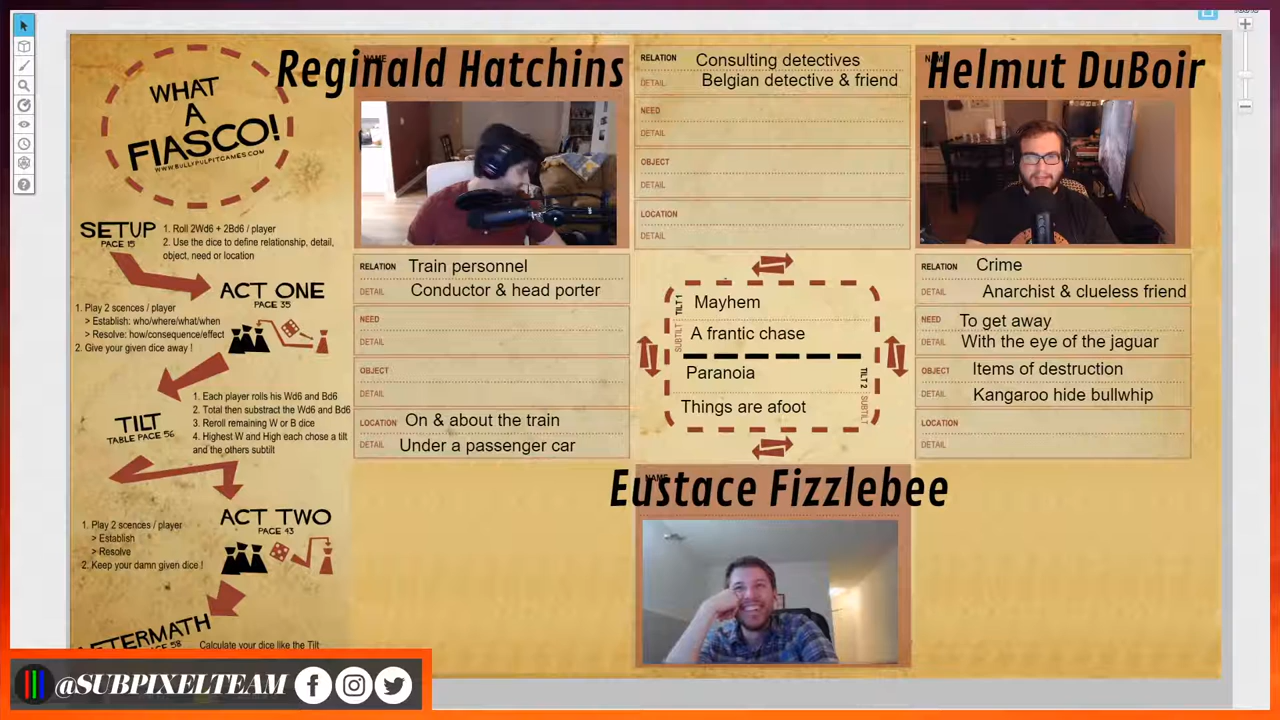 WHAT
A
FIASCO!
WWW.BULLYPULPITGAMES.COM
SETUP
PAGE 15
1. Roll 2Wd6 + 2Bd6 / player
2. Use the dice to define relationship, detail,
object, need or location
ACT ONE
PAGE 35
1. Play 2 scences / player
> Establish: who/where/what/when
> Resolve: how/consequence/effect
2. Give your given dice away !
TILT
TABLE PAGE 56
1. Each player rolls his Wd6 and Bd6
2. Total then substract the Wd6 and Bd6
3. Reroll remaining W or B dice
4. Highest W and High each chose a tilt
and the others subtilt
ACT TWO
PAGE 43
1. Play 2 scences / player
> Establish
> Resolve
2. Keep your damn given dice !
Calculate your dice like the Tilt
Reginald Hatchins
RELATION Consulting detectives
DETAIL Belgian detective & friend
NEED
DETAIL
OBJECT
DETAIL
LOCATION
DETAIL
Helmut DuBoir
RELATION Train personnel
DETAIL Conductor & head porter
NEED
DETAIL
OBJECT
DETAIL
LOCATION On & about the train
DETAIL Under a passenger car
TILT 1 Mayhem
SUBTILT A frantic chase
Paranoia TILT 2
Things are afoot SUBTILT
RELATION Crime
DETAIL Anarchist & clueless friend
NEED To get away
DETAIL With the eye of the jaguar
OBJECT Items of destruction
DETAIL Kangaroo hide bullwhip
LOCATION
DETAIL
Eustace Fizzlebee
@SUBPIXELTEAM